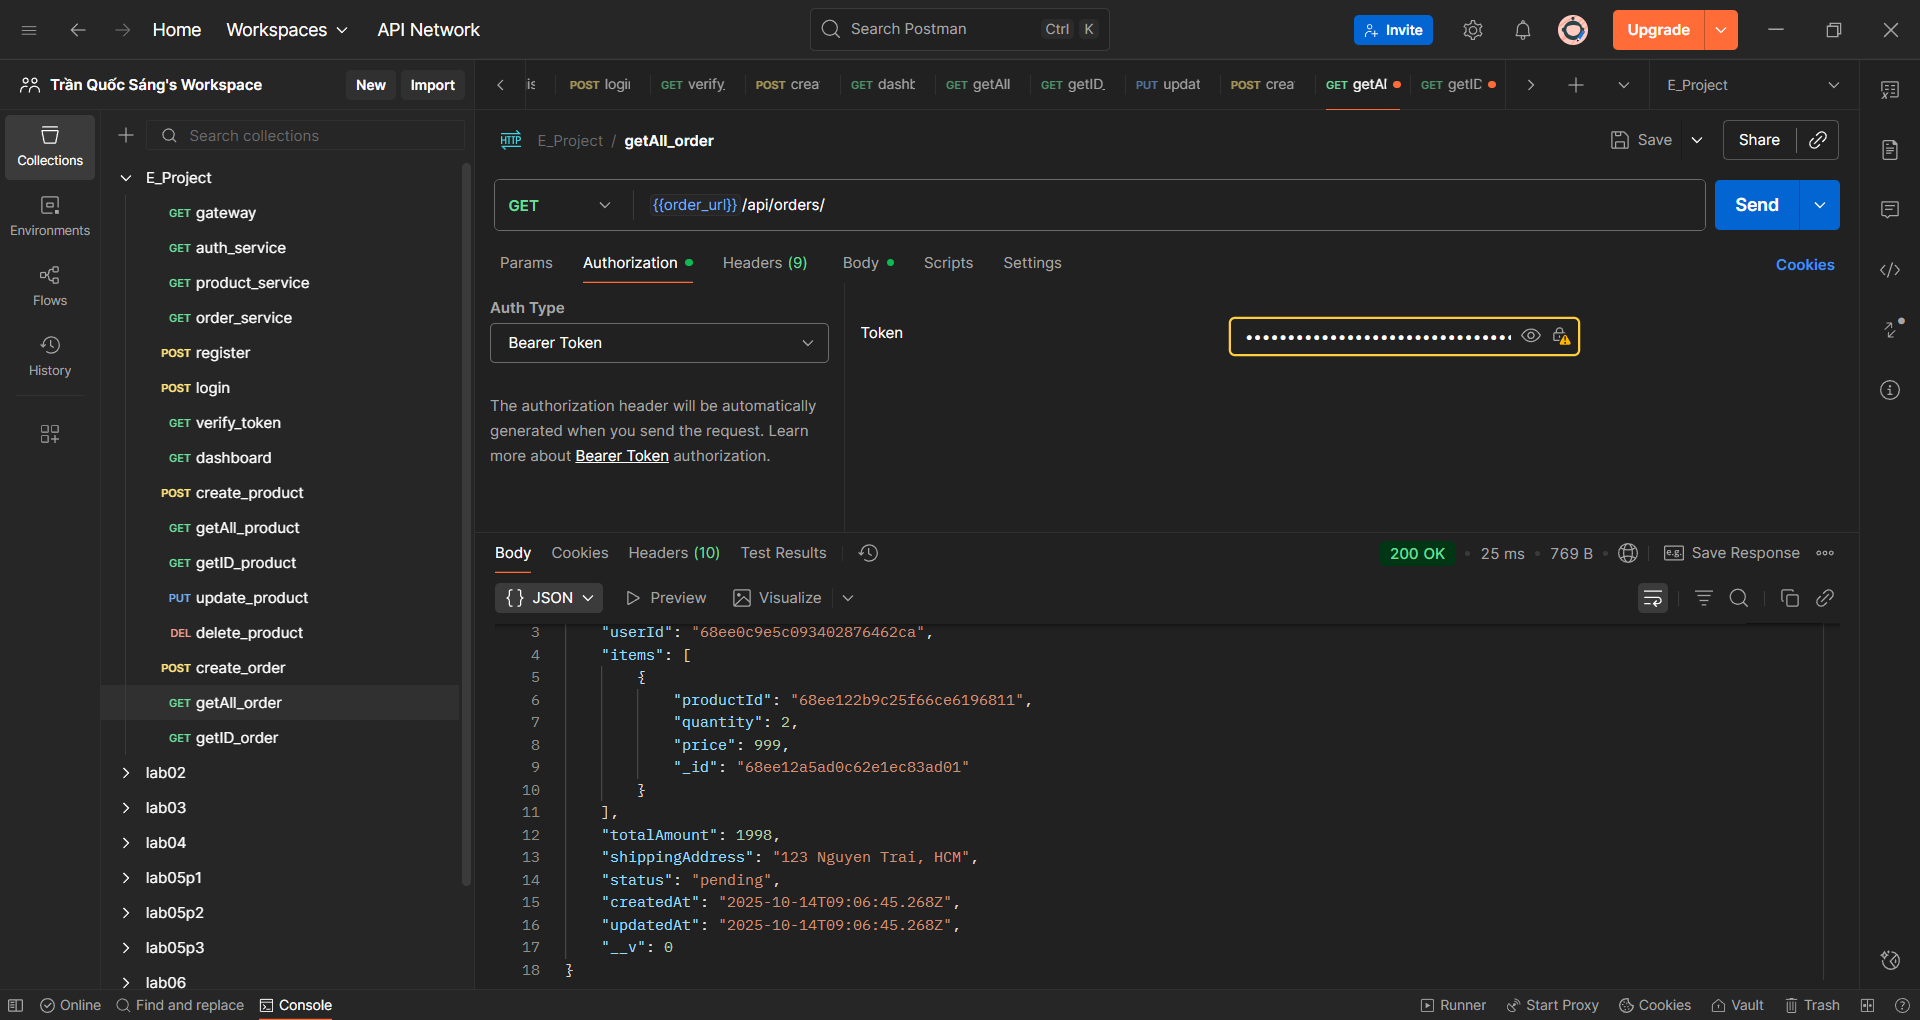 Home
Workspaces
API Network
Search Postman
Ctrl K
Invite
Upgrade
Trần Quốc Sáng's Workspace
New
Import
is
POST logii
GET verify_
POST crea
GET dashb
GET getAll
GET getID_
PUT updat
POST crea
GET getAl
GET getID
E_Project
Collections
Environments
Flows
History
Search collections
E_Project
GET gateway
GET auth_service
GET product_service
GET order_service
POST register
POST login
GET verify_token
GET dashboard
POST create_product
GET getAll_product
GET getID_product
PUT update_product
DEL delete_product
POST create_order
GET getAll_order
GET getID_order
lab02
lab03
lab04
lab05p1
lab05p2
lab05p3
lab06
HTTP E_Project / getAll_order
Save
Share
GET
{{order_url}} /api/orders/
Send
Params
Authorization
Headers (9)
Body
Scripts
Settings
Cookies
Auth Type
Bearer Token
The authorization header will be automatically
generated when you send the request. Learn
more about Bearer Token authorization.
Token
Body
Cookies
Headers (10)
Test Results
200 OK
25 ms
769 B
e.g. Save Response
{} JSON
Preview
Visualize
3 "userId": "68ee0c9e5c093402876462ca",
4 "items": [
5 {
6 "productId": "68ee122b9c25f66ce6196811",
7 "quantity": 2,
8 "price": 999,
9 "_id": "68ee12a5ad0c62e1ec83ad01"
10 }
11 ],
12 "totalAmount": 1998,
13 "shippingAddress": "123 Nguyen Trai, HCM",
14 "status": "pending",
15 "createdAt": "2025-10-14T09:06:45.268Z",
16 "updatedAt": "2025-10-14T09:06:45.268Z",
17 "__v": 0
18 }
Online
Find and replace
Console
Runner
Start Proxy
Cookies
Vault
Trash